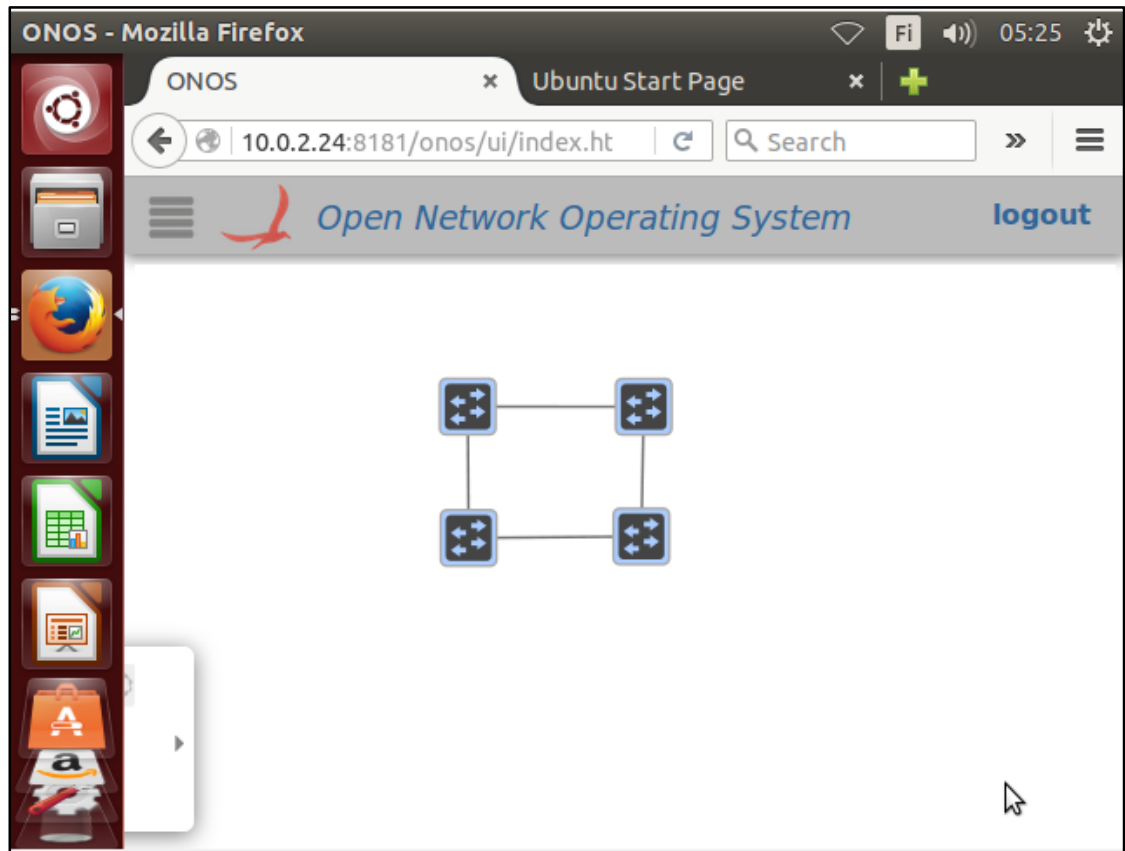 ONOS - Mozilla Firefox
Fi
05:25
ONOS
Ubuntu Start Page
10.0.2.24:8181/onos/ui/index.ht
Search
Open Network Operating System
logout
A
a